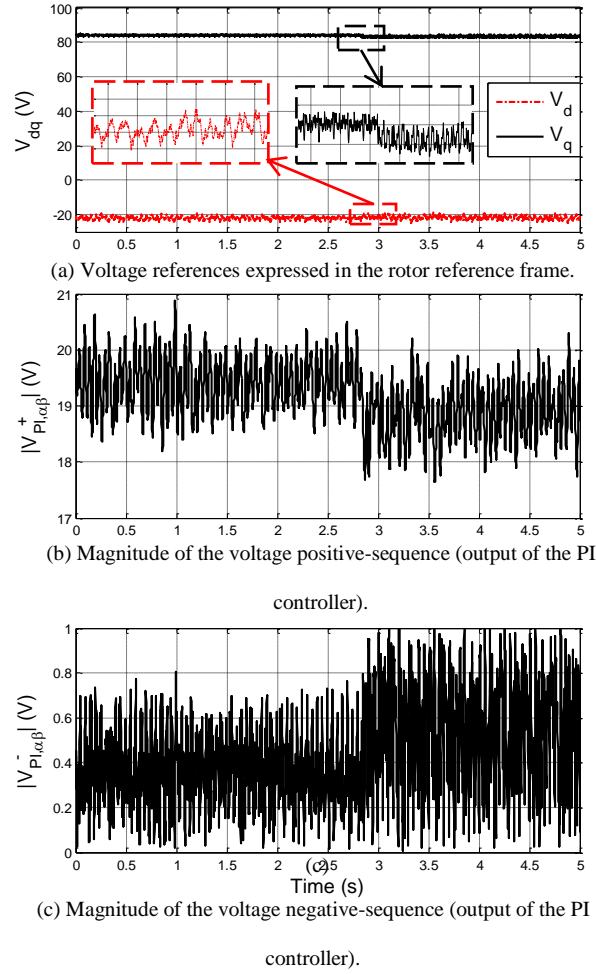 100
80
60
40
20
0
-20
V_dq (V)
V_d
V_q
0 0.5 1 1.5 2 2.5 3 3.5 4 4.5 5
(a) Voltage references expressed in the rotor reference frame.
21
20
19
18
17
|V⁺_PI,αβ| (V)
0 0.5 1 1.5 2 2.5 3 3.5 4 4.5 5
(b) Magnitude of the voltage positive-sequence (output of the PI
controller).
1
0.8
0.6
0.4
0.2
0
|V⁻_PI,αβ| (V)
0 0.5 1 1.5 2 2.5 3 3.5 4 4.5 5
(c)
Time (s)
(c) Magnitude of the voltage negative-sequence (output of the PI
controller).